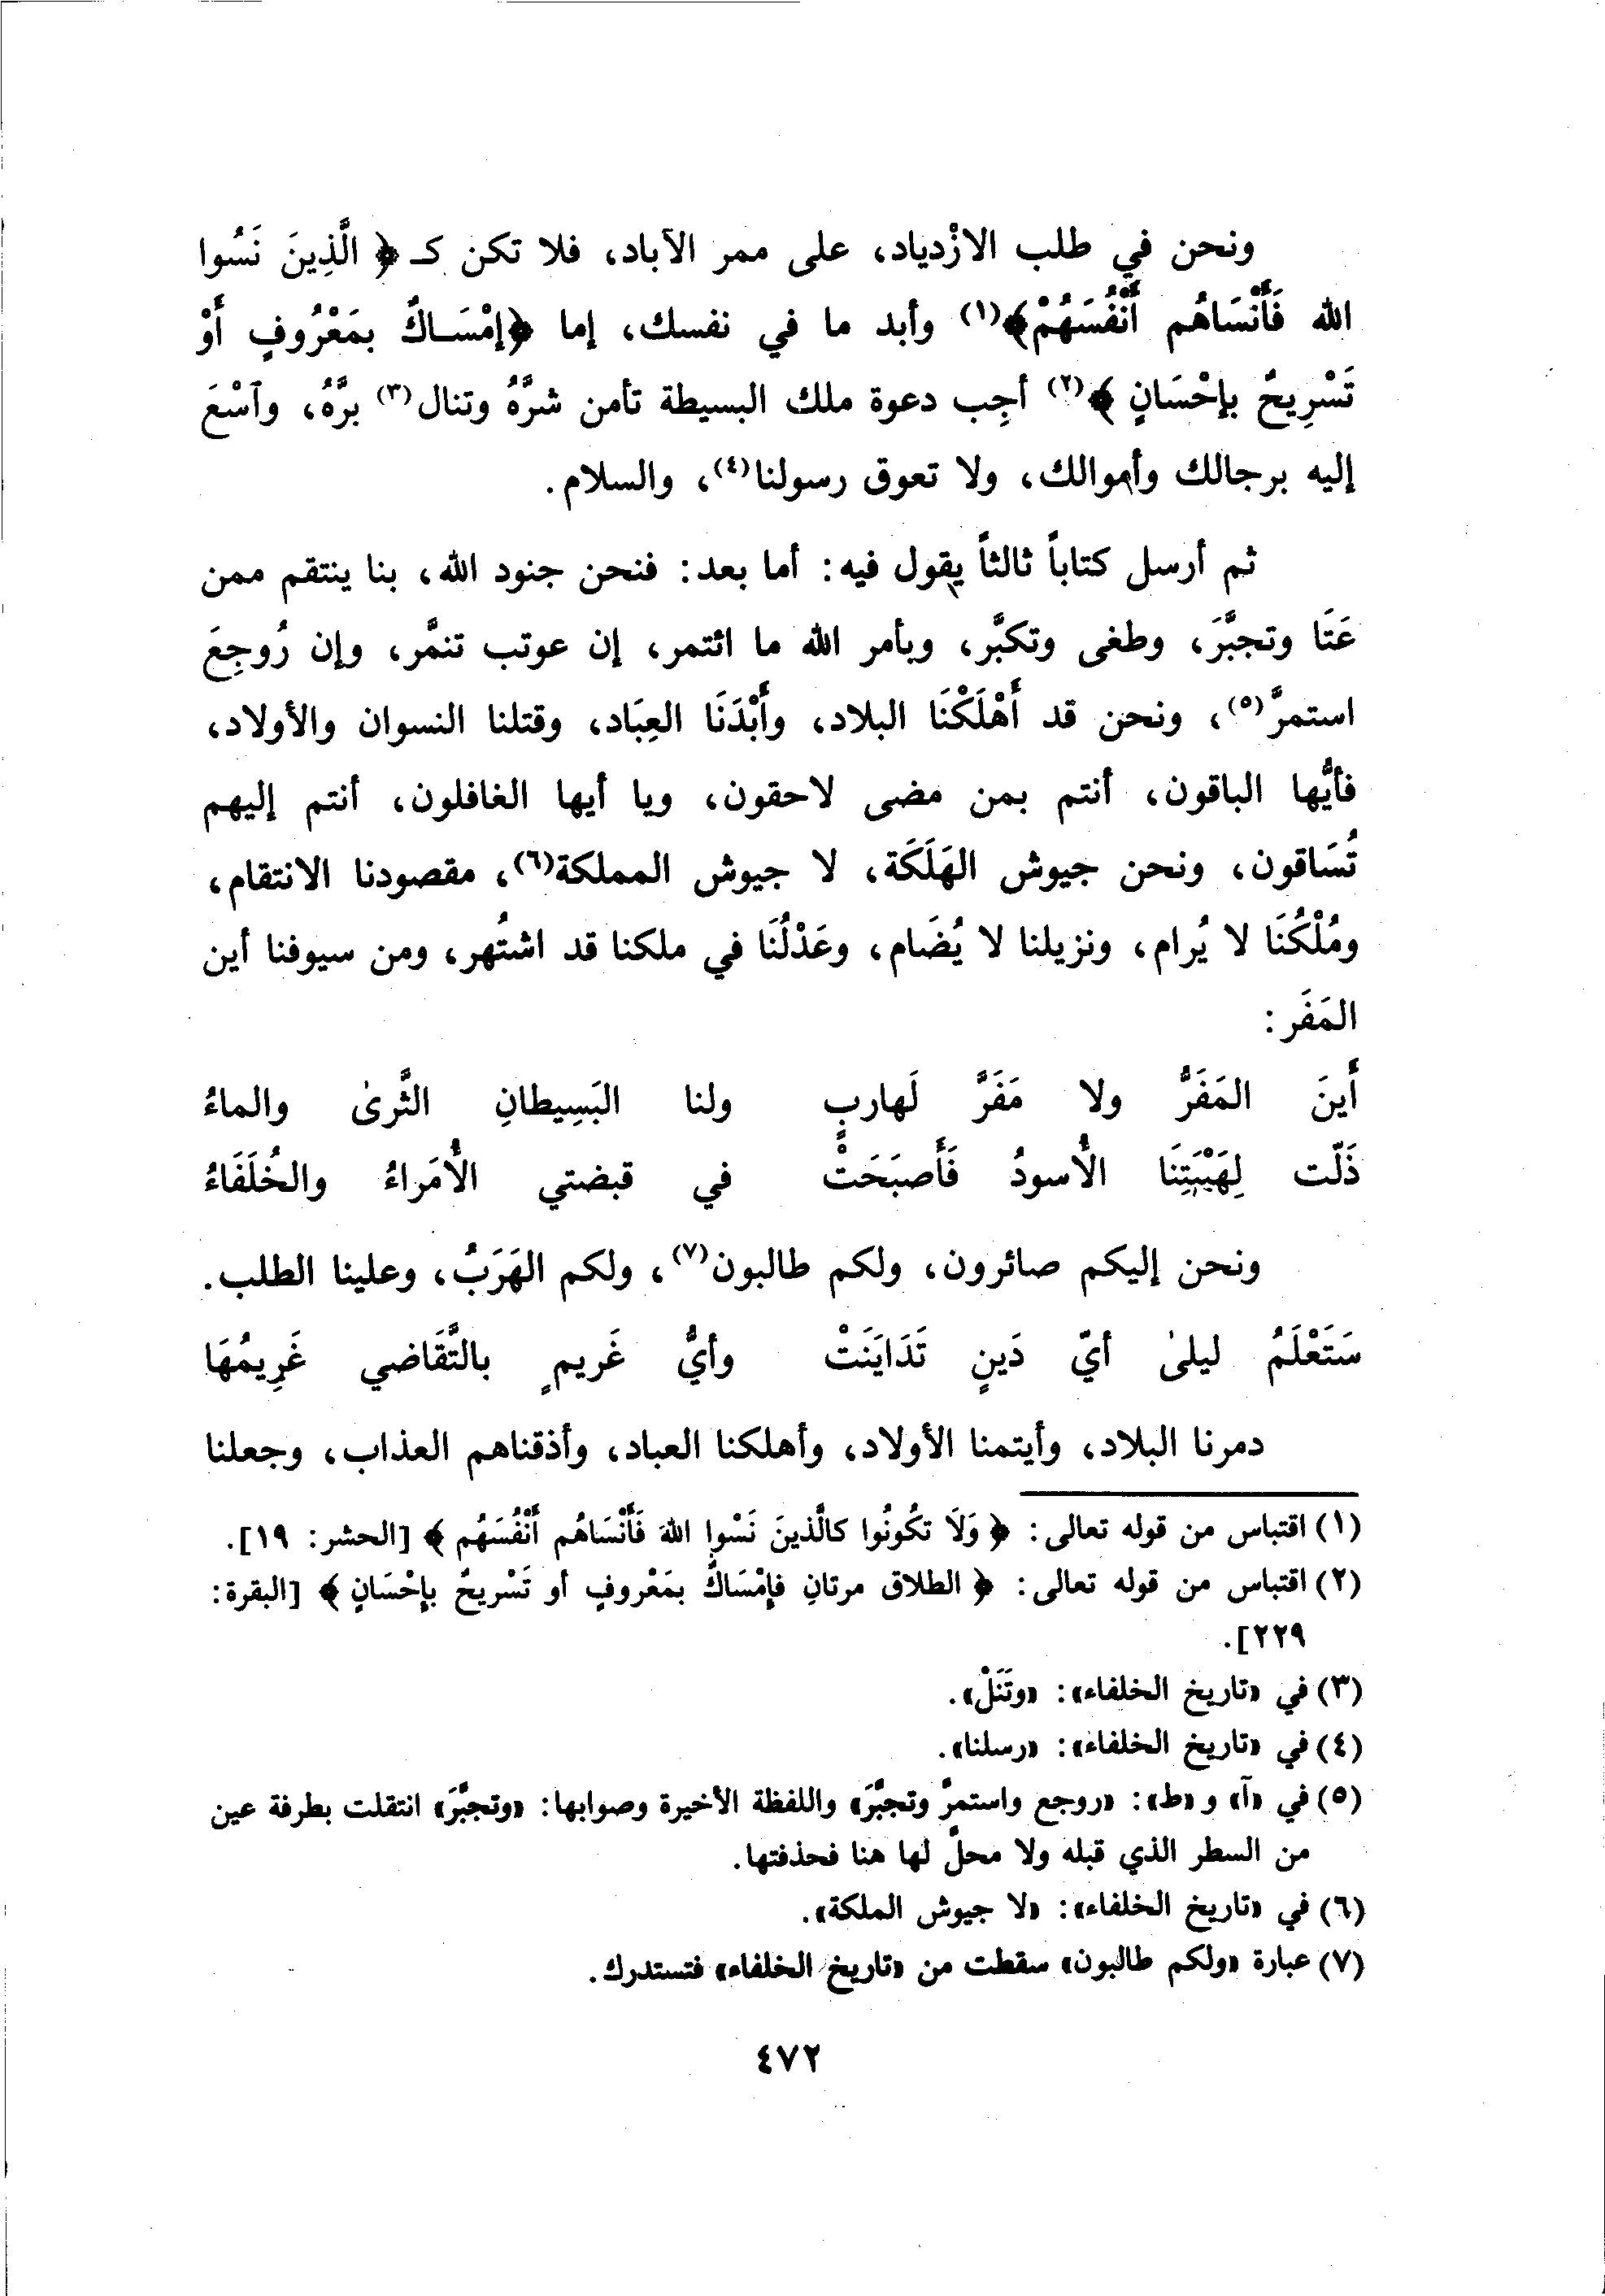 ونحن في طلب الازْدياد، على ممر الآباد، فلا تكن كـ ﴿ الَّذِينَ نَسُوا
الله فَأَنْسَاهُم أَنْفُسَهُمْ﴾(١) وأبد ما في نفسك، إما ﴿إمْسَـاكٌ بمَعْرُوفٍ أَوْ
تَسْرِيحٌ بإحْسَانٍ ﴾(٢) أجِب دعوة ملك البسيطة تأمن شرَّهُ وتنال(٣) برَّهُ، وٱسْعَ
إليه برجالك وأموالك، ولا تعوق رسولنا(٤)، والسلام.
ثم أرسل كتاباً ثالثاً يقول فيه: أما بعد: فنحن جنود الله، بنا ينتقم ممن
عَتَا وتجبَّرَ، وطغى وتكبَّر، وبأمر الله ما ائتمر، إن عوتب تنمَّر، وإن رُوجِعَ
استمرَّ(٥)، ونحن قد أَهْلَكْنَا البلاد، وأَبْدَنَا العِبَاد، وقتلنا النسوان والأولاد،
فأيُّها الباقون، أنتم بمن مضى لاحقون، ويا أيها الغافلون، أنتم إليهم
تُسَاقون، ونحن جيوش الهَلَكَة، لا جيوش المملكة(٦)، مقصودنا الانتقام،
ومُلْكُنَا لا يُرام، ونزيلنا لا يُضَام، وعَدْلُنَا في ملكنا قد اشتُهر، ومن سيوفنا أين
المَفَر:
أَينَ المَفَرُّ ولا مَفَرَّ لَهاربٍ ولنا البَسِيطانِ الثَّرىٰ والماءُ
ذَلّت لِهَيْبَتِنَا الأُسودُ فَأَصبَحَتْ في قبضتي الأُمَراءُ والخُلَفَاءُ
ونحن إليكم صائرون، ولكم طالبون(٧)، ولكم الهَرَبُ، وعلينا الطلب.
سَتَعْلَمُ ليلىٰ أيّ دَينٍ تَدَايَنَتْ وأيُّ غَريمٍ بالتَّقَاضي غَرِيمُهَا
دمرنا البلاد، وأيتمنا الأولاد، وأهلكنا العباد، وأذقناهم العذاب، وجعلنا
(١) اقتباس من قوله تعالى: ﴿ وَلَا تكُونُوا كالَّذينَ نَسْوا اللهَ فَأَنْسَاهُم أَنْفُسَهُم ﴾ [الحشر: ١٩].
(٢) اقتباس من قوله تعالى: ﴿ الطلاق مرتانِ فإمْسَاكٌ بمَعْروفٍ أو تَسْريحٌ بإحْسَانٍ ﴾ [البقرة:
٢٢٩].
(٣) في «تاريخ الخلفاء»: «وتَنَلْ».
(٤) في «تاريخ الخلفاء»: «رسلنا».
(٥) في «آ» و «ط»: «روجع واستمرَّ وتجبَّرَ» واللفظة الأخيرة وصوابها: «وتجبَّرَ» انتقلت بطرفة عين
من السطر الذي قبله ولا محلّ لها هنا فحذفتها.
(٦) في «تاريخ الخلفاء»: «لا جيوش الملكة».
(٧) عبارة «ولكم طالبون» سقطت من «تاريخ الخلفاء» فتستدرك.
٤٧٢